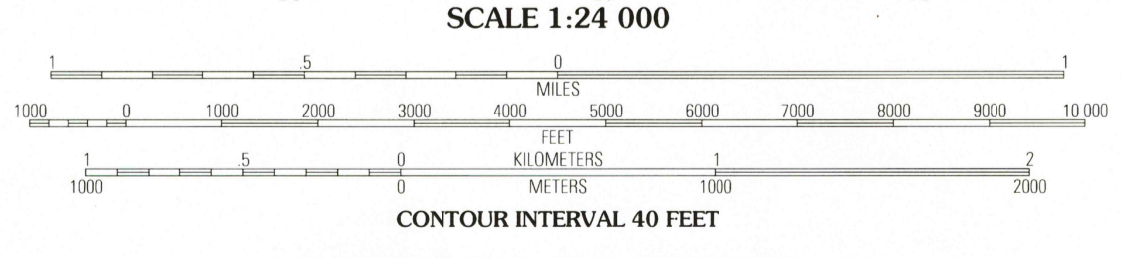 SCALE 1:24 000
1 .5 0 1
MILES
1000 0 1000 2000 3000 4000 5000 6000 7000 8000 9000 10 000
FEET
1 .5 0 KILOMETERS 1 2
1000 0 METERS 1000 2000
CONTOUR INTERVAL 40 FEET